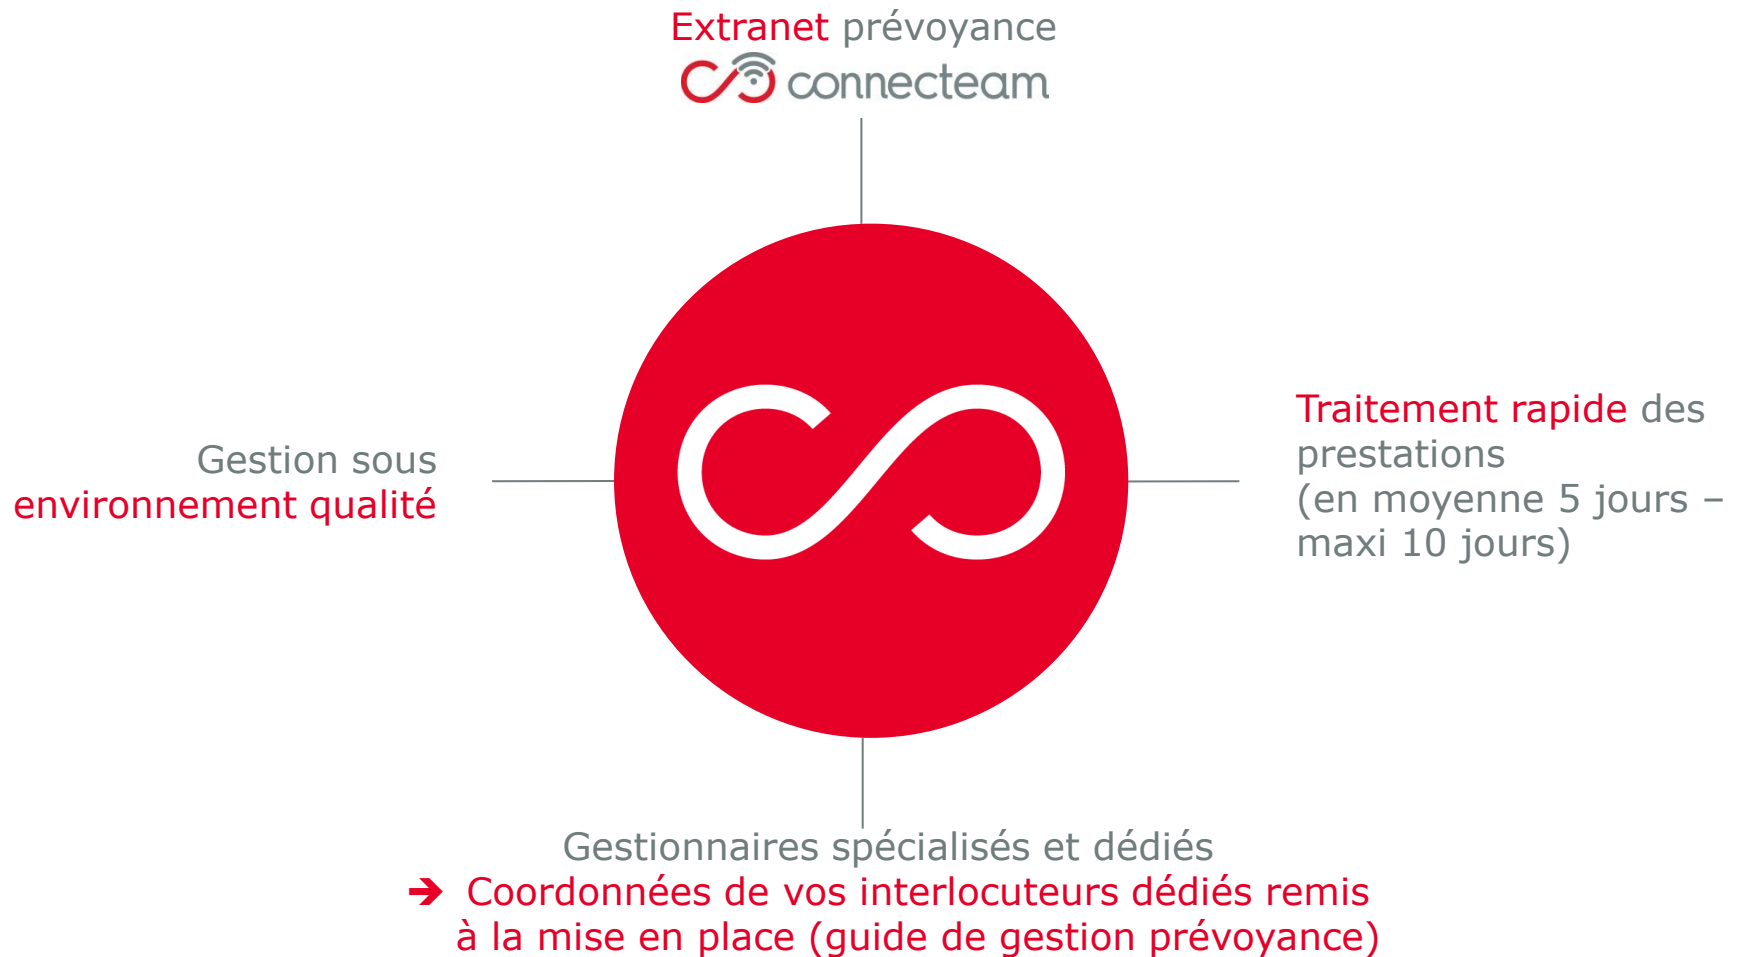 Extranet prévoyance
connecteam
Gestion sous
environnement qualité
Traitement rapide des
prestations
(en moyenne 5 jours –
maxi 10 jours)
Gestionnaires spécialisés et dédiés
➔ Coordonnées de vos interlocuteurs dédiés remis
à la mise en place (guide de gestion prévoyance)